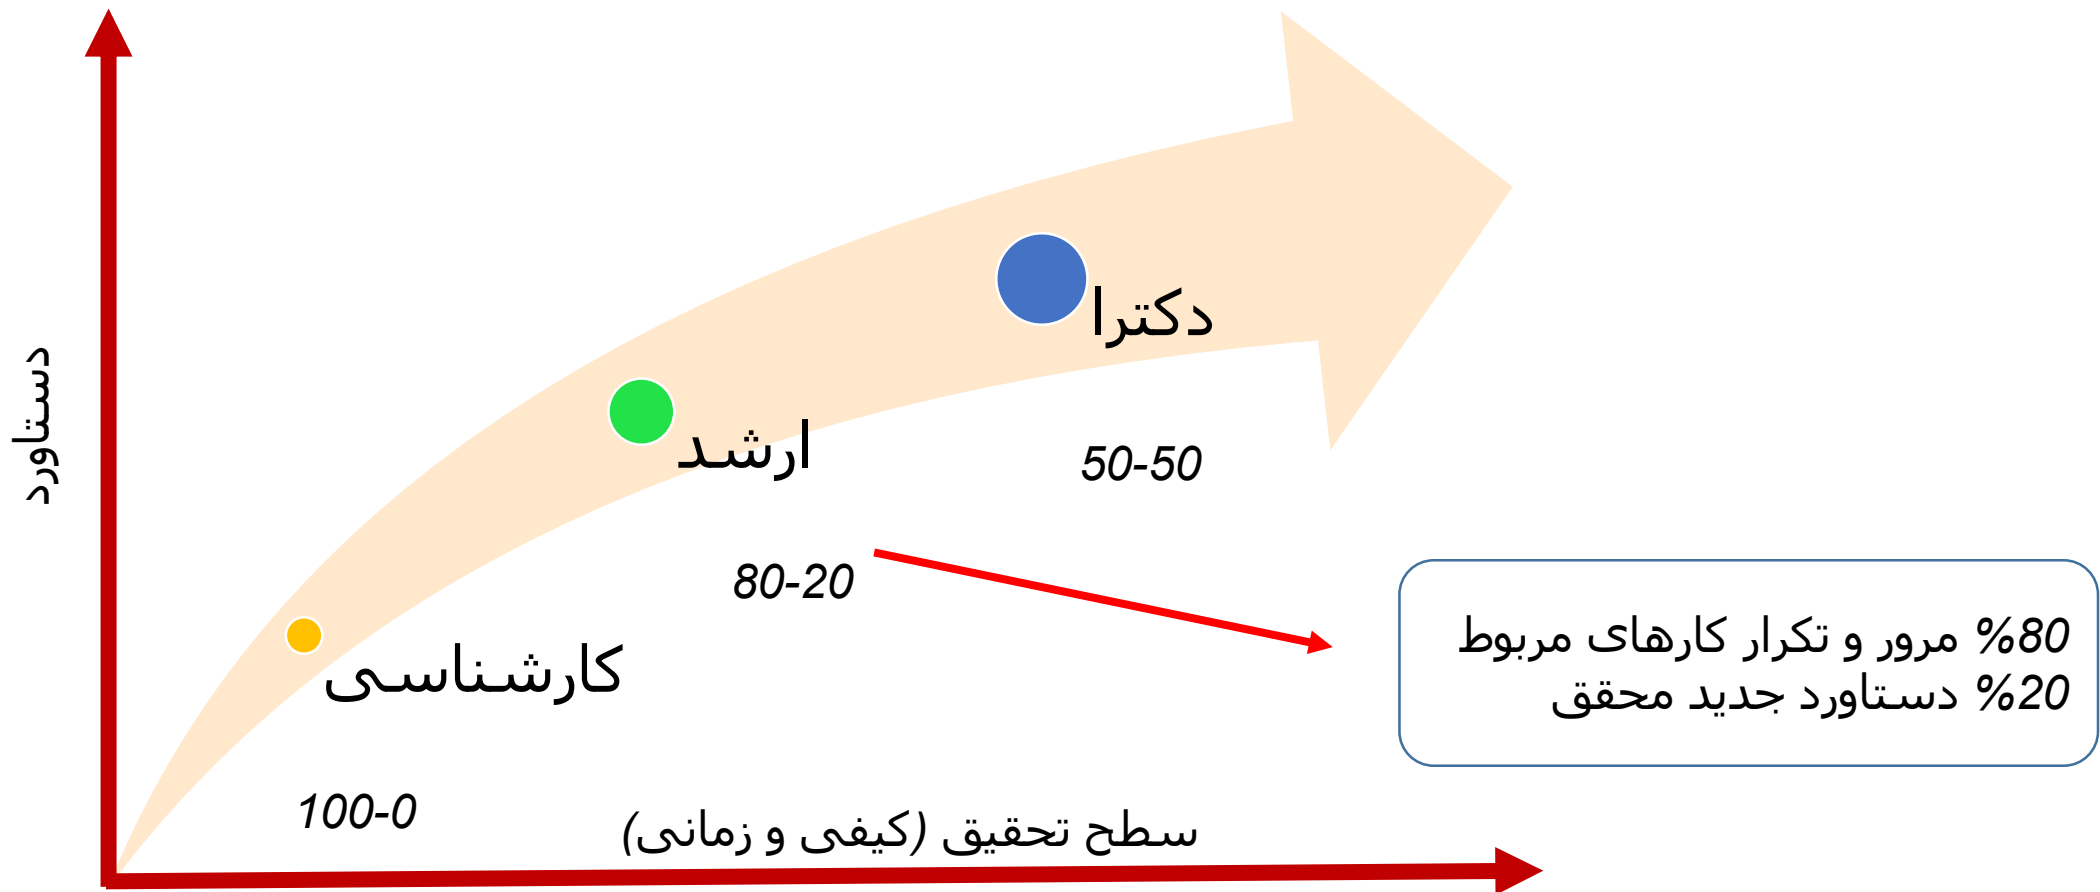 دستاورد
دکترا
ارشد
50-50
80-20
کارشناسی
100-0
سطح تحقیق (کیفی و زمانی)
%80 مرور و تکرار کارهای مربوط
%20 دستاورد جدید محقق